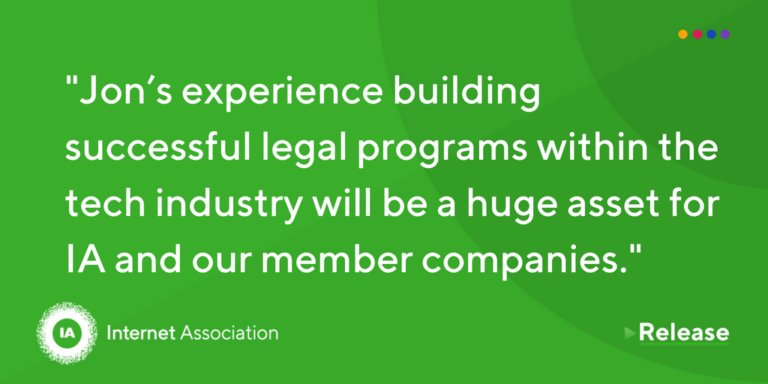 "Jon’s experience building
successful legal programs within the
tech industry will be a huge asset for
IA and our member companies."
IA
Internet Association
Release